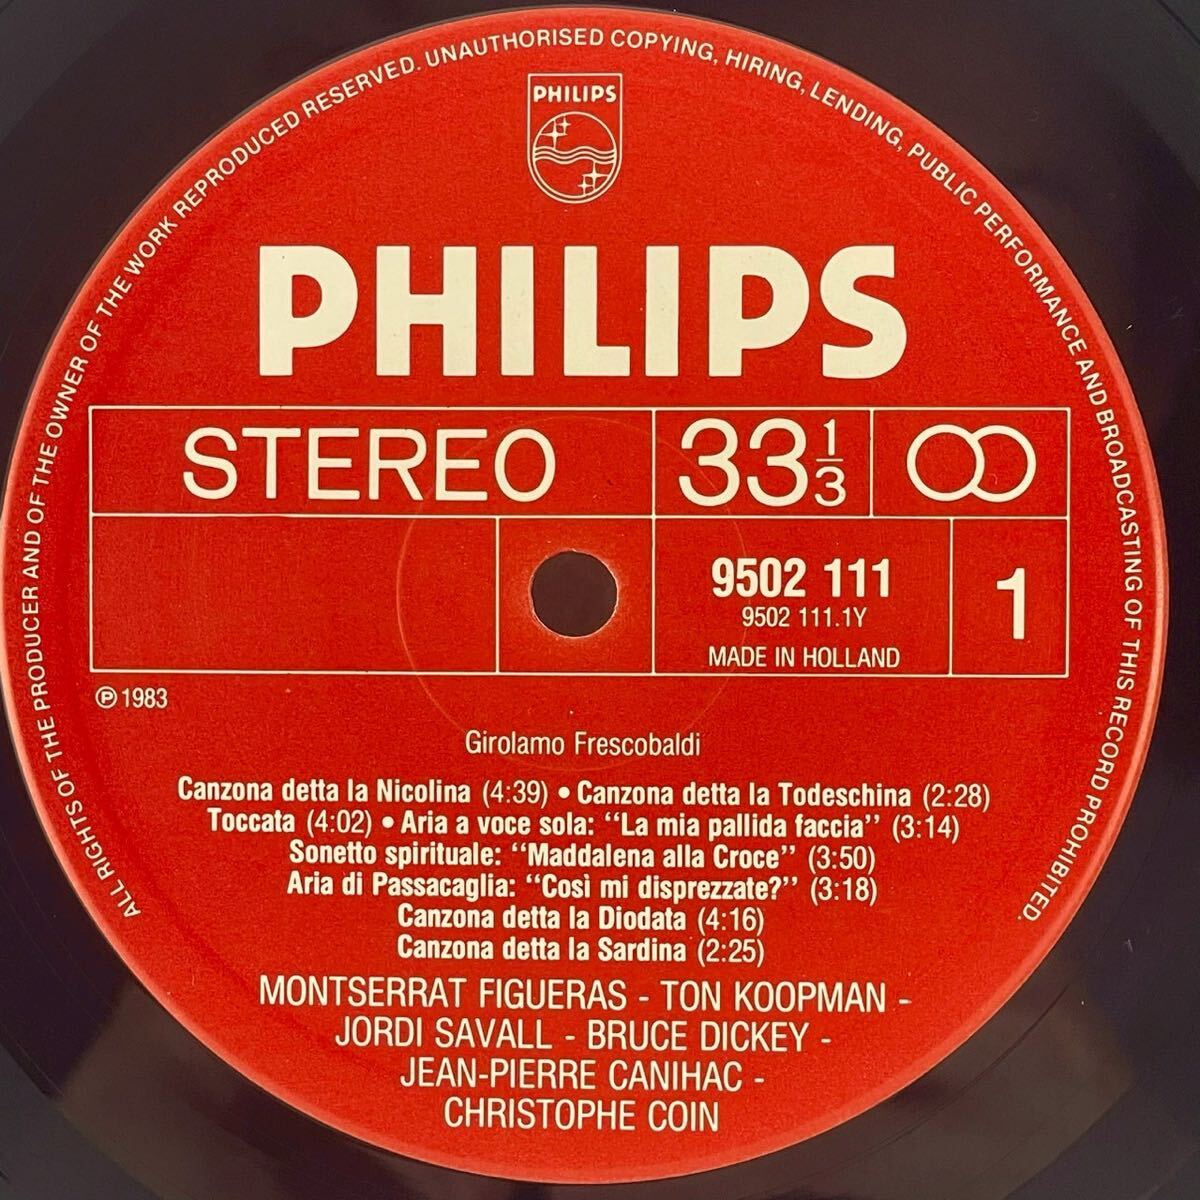 ALL RIGHTS OF THE PRODUCER AND OF THE OWNER OF THE WORK REPRODUCED RESERVED. UNAUTHORISED COPYING, HIRING, LENDING, PUBLIC PERFORMANCE AND BROADCASTING OF THIS RECORD PROHIBITED.
PHILIPS
PHILIPS
STEREO 33 1/3
9502 111 1
9502 111.1Y
MADE IN HOLLAND
℗ 1983
Girolamo Frescobaldi
Canzona detta la Nicolina (4:39) • Canzona detta la Todeschina (2:28)
Toccata (4:02) • Aria a voce sola: “La mia pallida faccia” (3:14)
Sonetto spirituale: “Maddalena alla Croce” (3:50)
Aria di Passacaglia: “Così mi disprezzate?” (3:18)
Canzona detta la Diodata (4:16)
Canzona detta la Sardina (2:25)
MONTSERRAT FIGUERAS - TON KOOPMAN -
JORDI SAVALL - BRUCE DICKEY -
JEAN-PIERRE CANIHAC -
CHRISTOPHE COIN